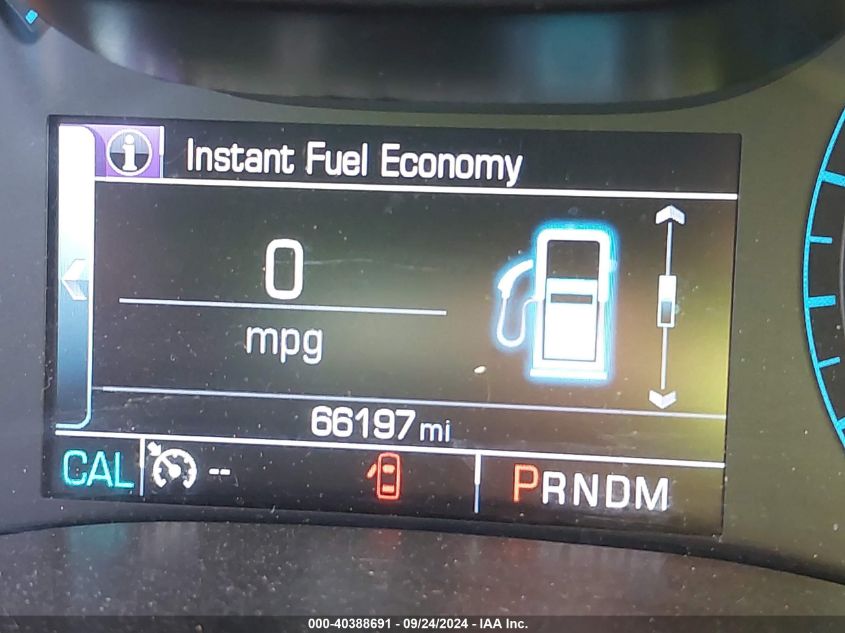 i Instant Fuel Economy
0
mpg
66197 mi
CAL -- PRNDM
000-40388691 - 09/24/2024 - IAA Inc.